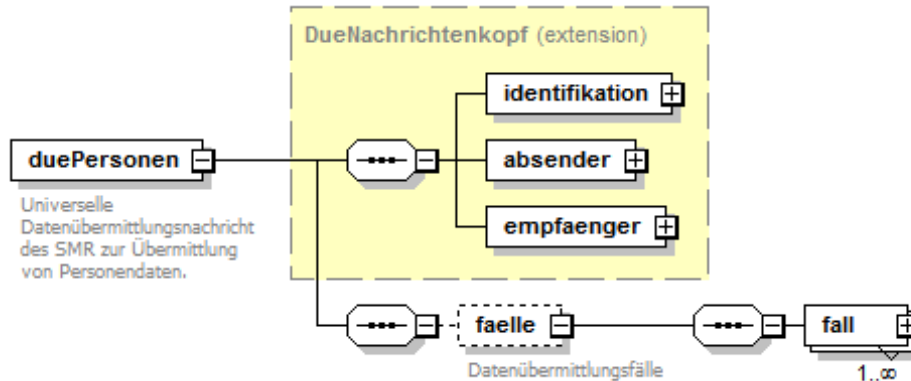 DueNachrichtenkopf (extension)
identifikation
duePersonen
absender
Universelle
Datenübermittlungsnachricht
des SMR zur Übermittlung
von Personendaten.
empfaenger
faelle
fall
Datenübermittlungsfälle
1..∞